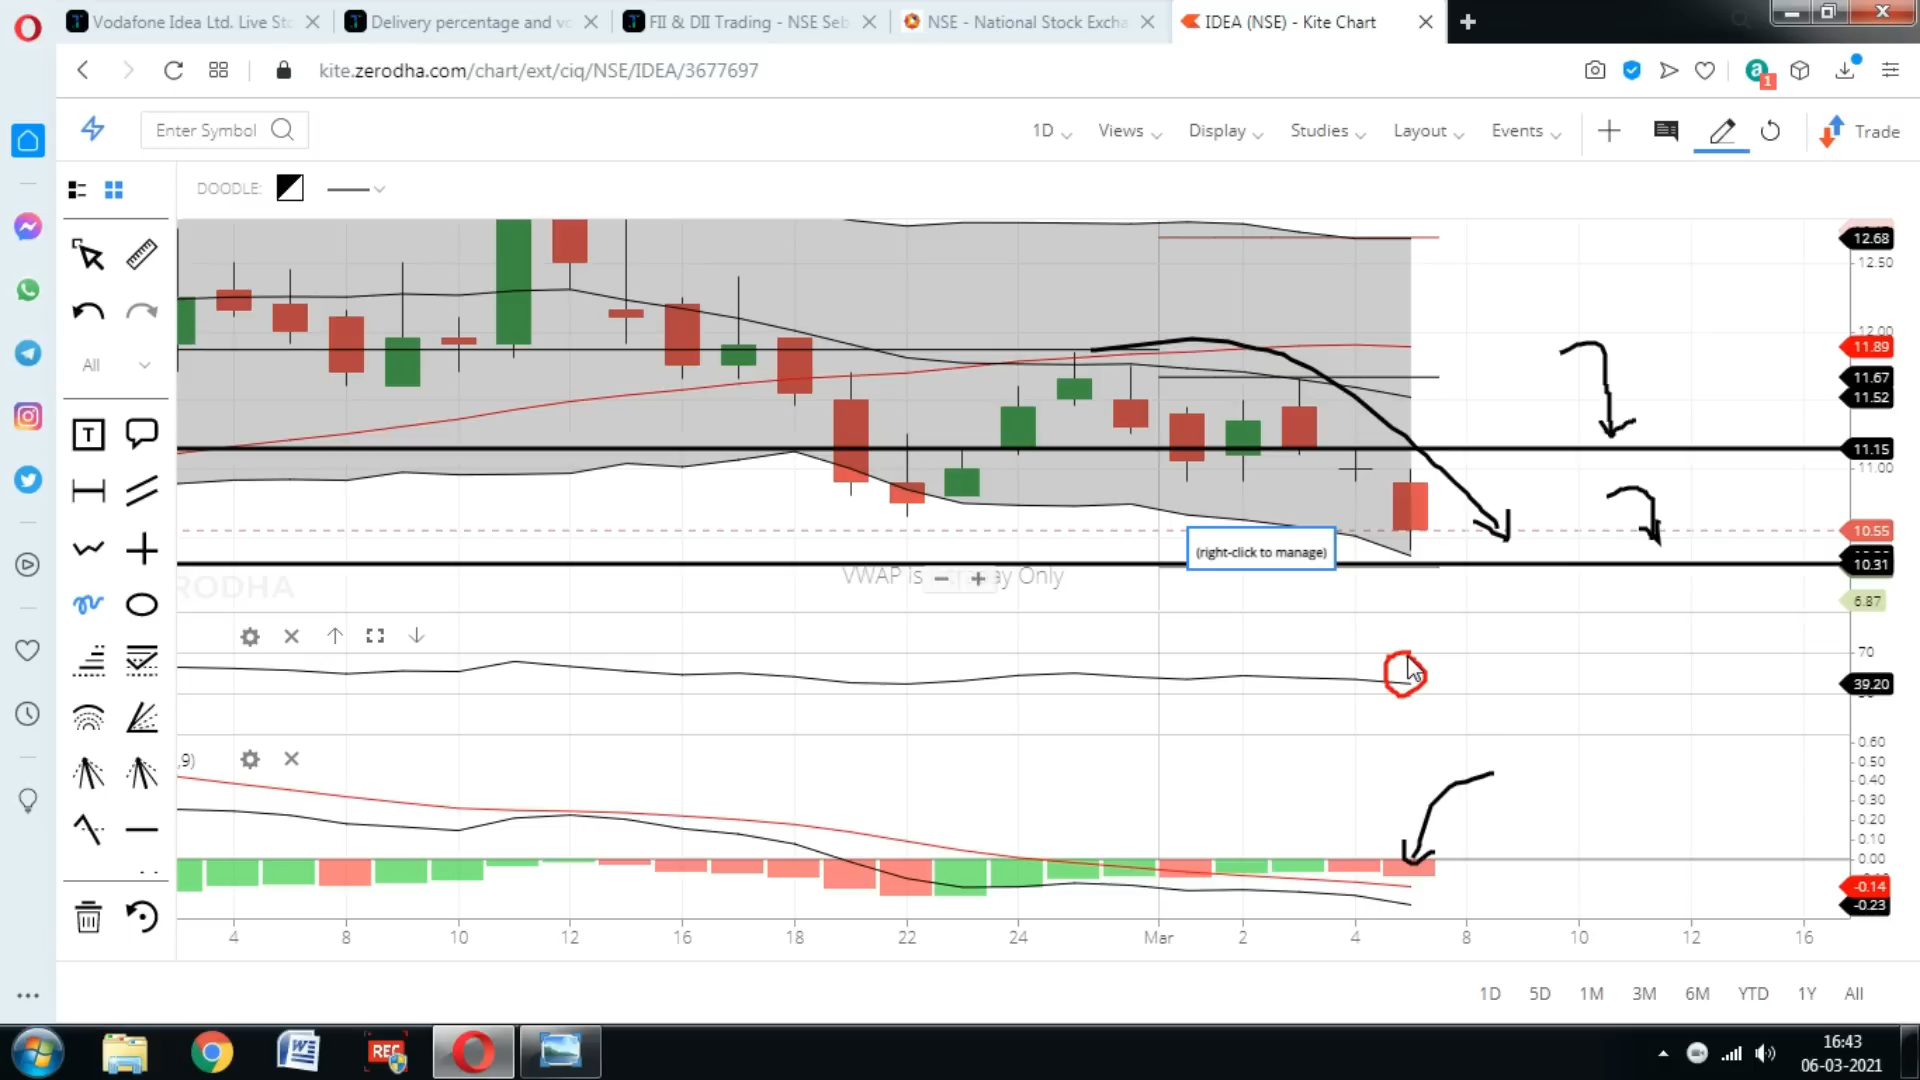 Vodafone Idea Ltd. Live Sto
Delivery percentage and vo
FII & DII Trading - NSE Seb
NSE - National Stock Excha
IDEA (NSE) - Kite Chart
kite.zerodha.com/chart/ext/ciq/NSE/IDEA/3677697
1
Enter Symbol
1D
Views
Display
Studies
Layout
Events
Trade
DOODLE:
All
T
12.68
12.50
12.00
11.89
11.67
11.52
11.15
11.00
10.55
10.31
6.87
(right-click to manage)
VWAP is
ay Only
RODHA
70
39.20
,9)
0.60
0.50
0.40
0.30
0.20
0.10
0.00
-0.14
-0.23
4 8 10 12 16 18 22 24 Mar 2 4 8 10 12 16
1D 5D 1M 3M 6M YTD 1Y All
REC
16:43
06-03-2021